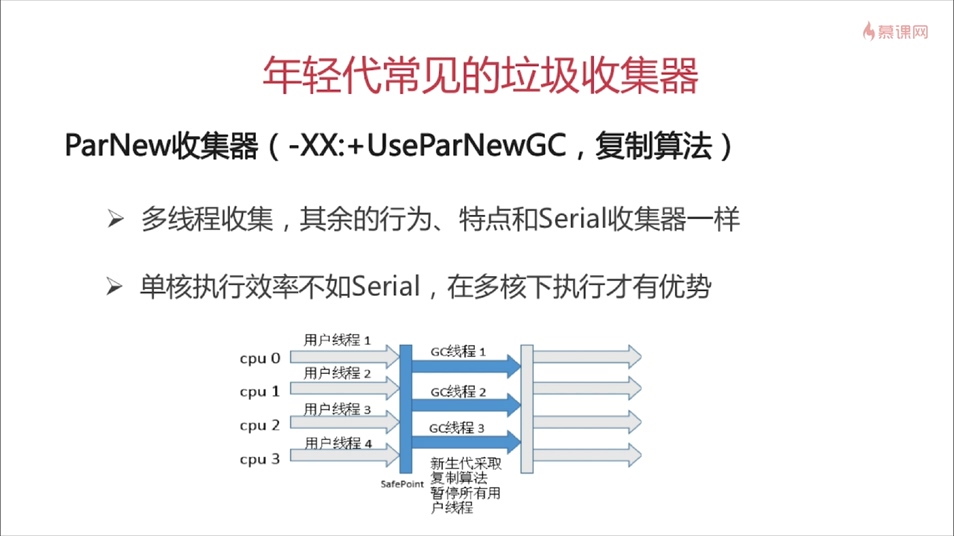 慕课网
年轻代常见的垃圾收集器
ParNew收集器（-XX:+UseParNewGC，复制算法）
多线程收集，其余的行为、特点和Serial收集器一样
单核执行效率不如Serial，在多核下执行才有优势
用户线程 1
cpu 0
GC线程 1
用户线程 2
cpu 1
GC线程 2
用户线程 3
cpu 2
GC线程 3
用户线程 4
cpu 3
新生代采取
复制算法
暂停所有用
户线程
SafePoint